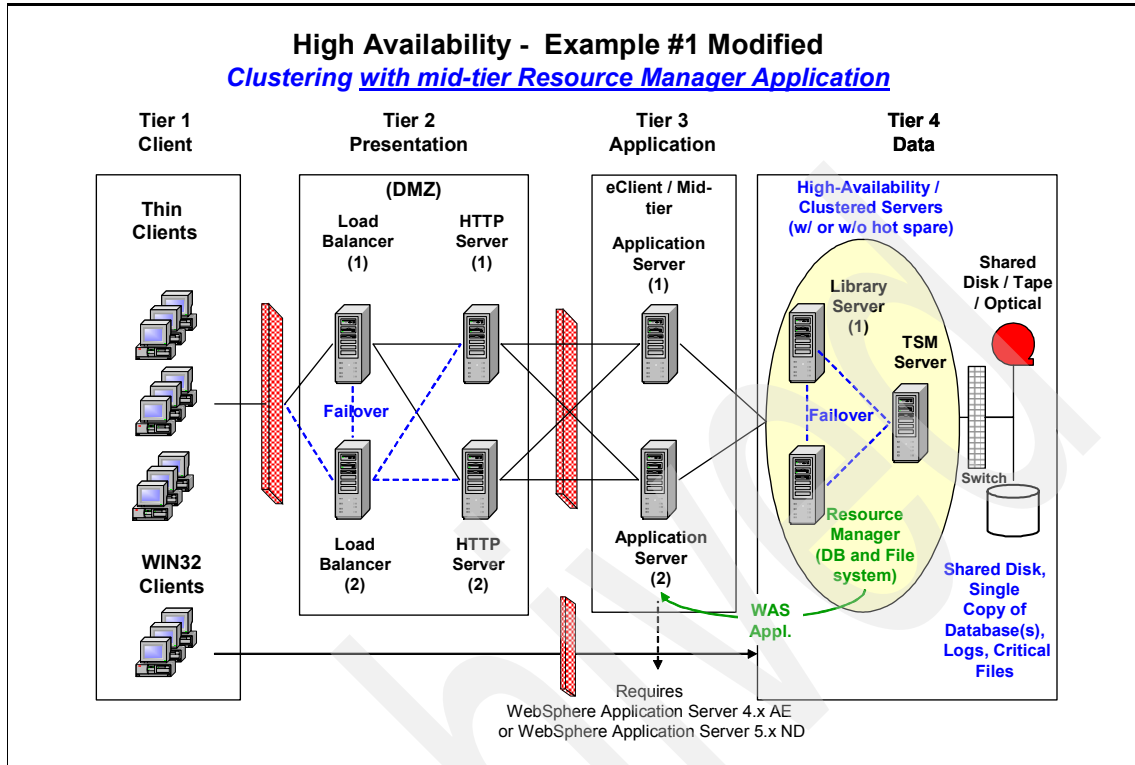 High Availability - Example #1 Modified
Clustering with mid-tier Resource Manager Application
Tier 1
Client
Tier 2
Presentation
Tier 3
Application
Tier 4
Data
Thin
Clients
WIN32
Clients
(DMZ)
Load
Balancer
(1)
HTTP
Server
(1)
Failover
Load
Balancer
(2)
HTTP
Server
(2)
eClient / Mid-
tier
Application
Server
(1)
Application
Server
(2)
High-Availability /
Clustered Servers
(w/ or w/o hot spare)
Library
Server
(1)
TSM
Server
Failover
Resource
Manager
(DB and File
system)
Shared
Disk / Tape
/ Optical
Switch
Shared Disk,
Single
Copy of
Database(s),
Logs, Critical
Files
WAS
Appl.
Requires
WebSphere Application Server 4.x AE
or WebSphere Application Server 5.x ND